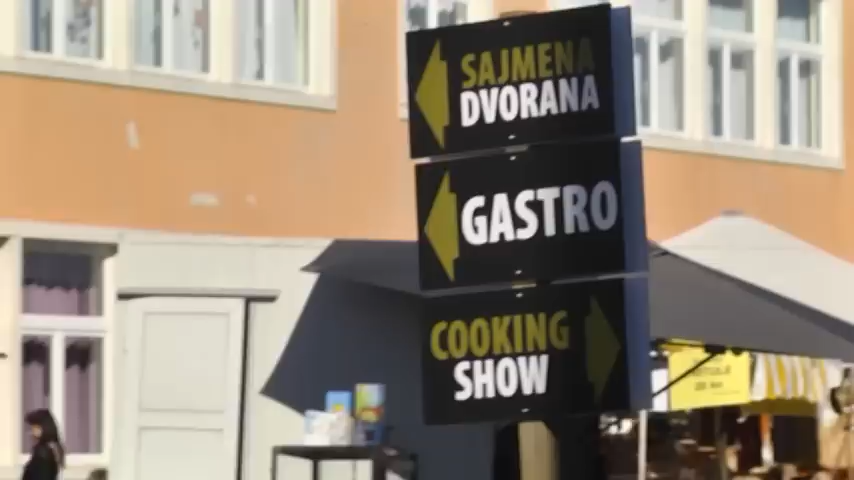 SAJMENA
DVORANA
GASTRO
COOKING
SHOW